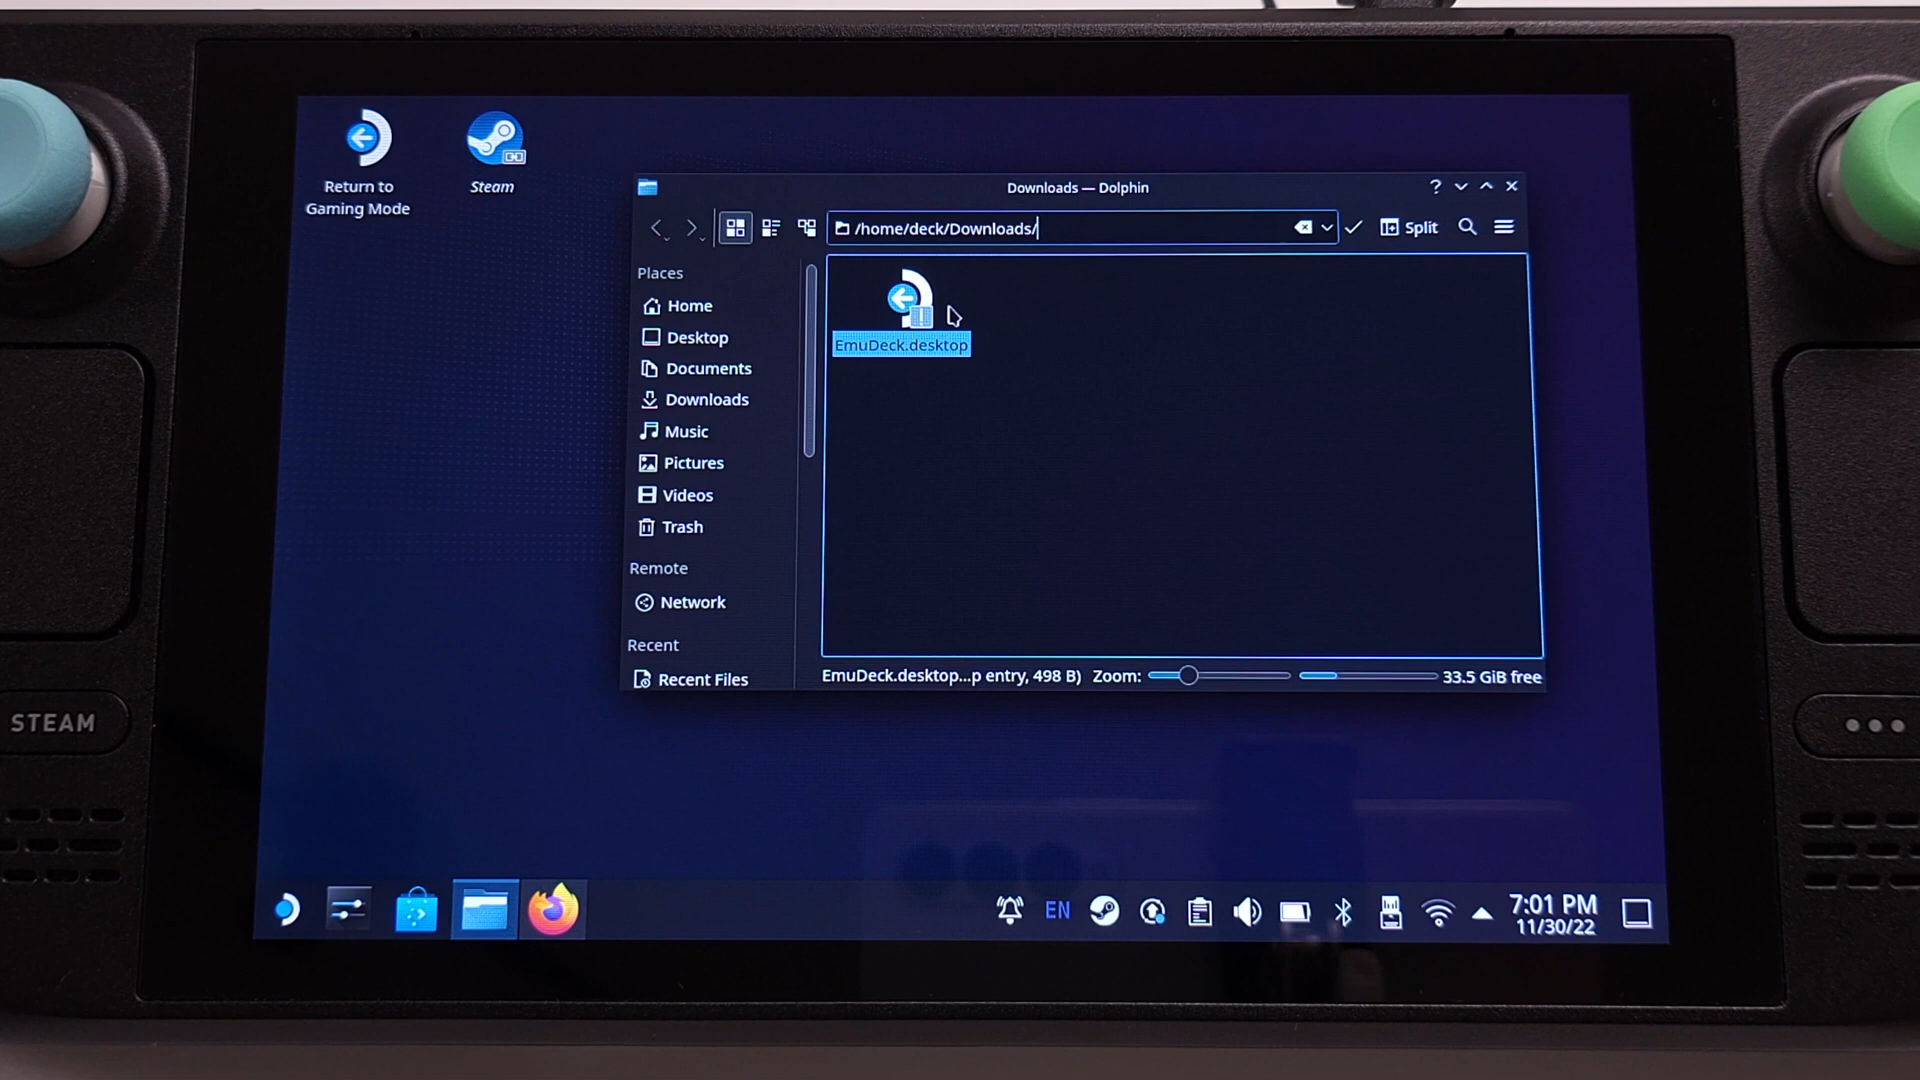 Return to
Gaming Mode
Steam
Downloads — Dolphin
/home/deck/Downloads/
Split
Places
Home
Desktop
Documents
Downloads
Music
Pictures
Videos
Trash
Remote
Network
Recent
Recent Files
EmuDeck.desktop
EmuDeck.desktop...p entry, 498 B)
Zoom:
33.5 GiB free
STEAM
EN
7:01 PM
11/30/22